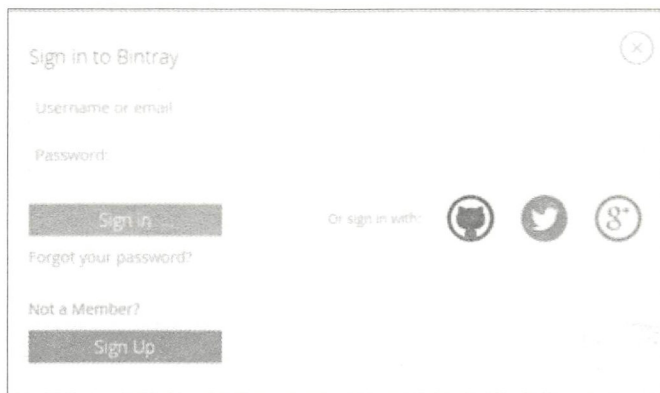 Sign in to Bintray
Username or email
Password:
Sign in
Or sign in with:
g+
Forgot your password?
Not a Member?
Sign Up